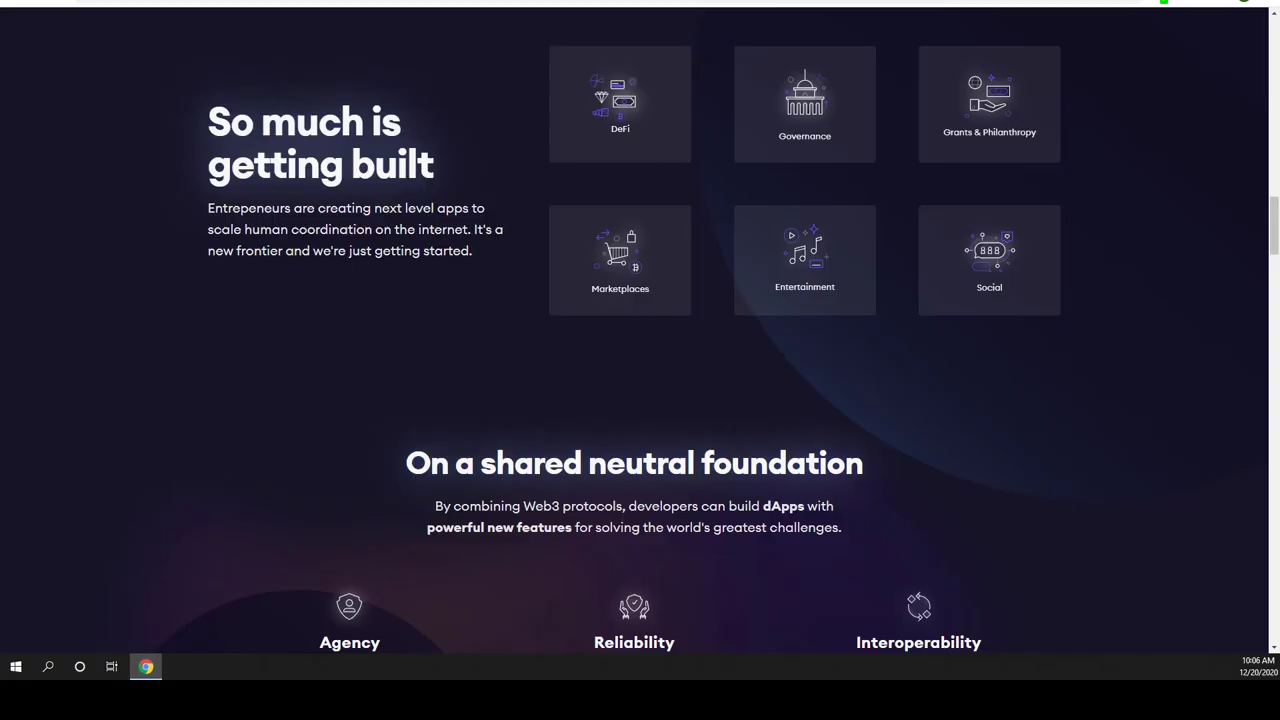 So much is
getting built
Entrepeneurs are creating next level apps to
scale human coordination on the internet. It's a
new frontier and we're just getting started.
DeFi
Governance
Grants & Philanthropy
Marketplaces
Entertainment
Social
On a shared neutral foundation
By combining Web3 protocols, developers can build dApps with
powerful new features for solving the world's greatest challenges.
Agency
Reliability
Interoperability
10:06 AM
12/20/2020